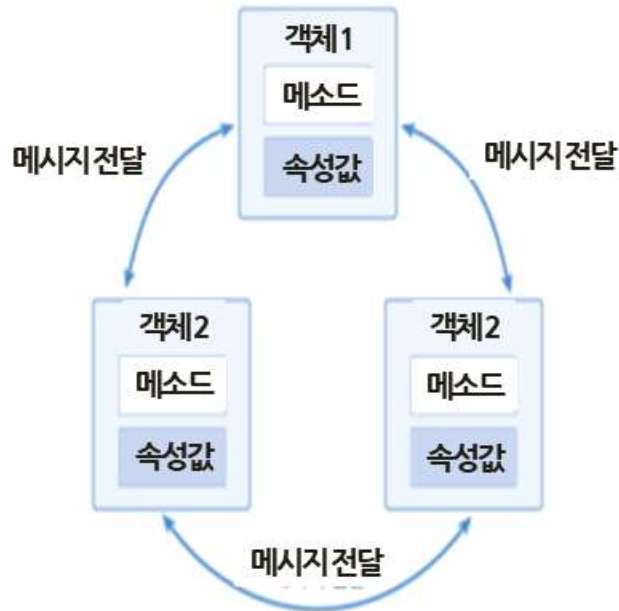 객체1
메소드
속성값
메시지 전달
메시지 전달
객체2
메소드
속성값
객체2
메소드
속성값
메시지 전달